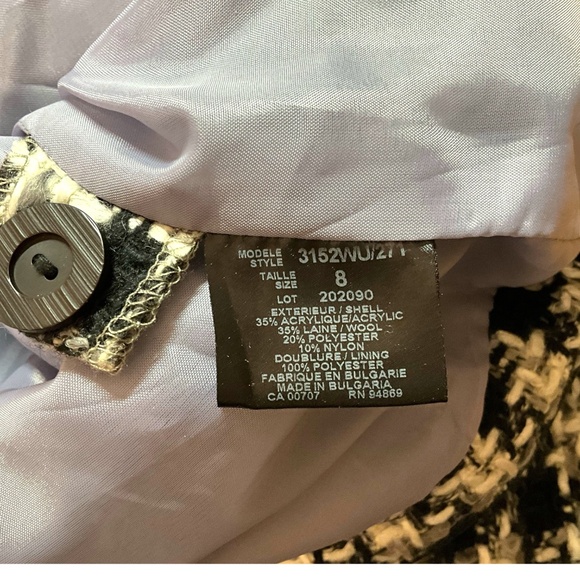 MODELE
STYLE 3152WU/271
TAILLE
SIZE 8
LOT 202090
EXTERIEUR / SHELL
35% ACRYLIQUE/ACRYLIC
35% LAINE / WOOL
20% POLYESTER
10% NYLON
DOUBLURE / LINING
100% POLYESTER
FABRIQUE EN BULGARIE
MADE IN BULGARIA
CA 00707 RN 94869